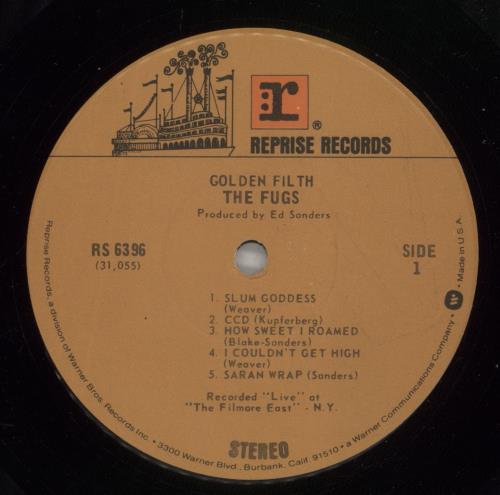 r
®
REPRISE RECORDS
GOLDEN FILTH
THE FUGS
Produced by Ed Sanders
RS 6396
(31,055)
SIDE
1
1. SLUM GODDESS
(Weaver)
2. CCD (Kupferberg)
3. HOW SWEET I ROAMED
(Blake-Sanders)
4. I COULDN'T GET HIGH
(Weaver)
5. SARAN WRAP (Sanders)
Recorded "Live" at
"The Filmore East" - N.Y.
STEREO
Reprise Records, a division of Warner Bros. Records Inc. • 3300 Warner Blvd., Burbank, Calif. 91510 • a Warner Communications Company • W • Made in U.S.A.